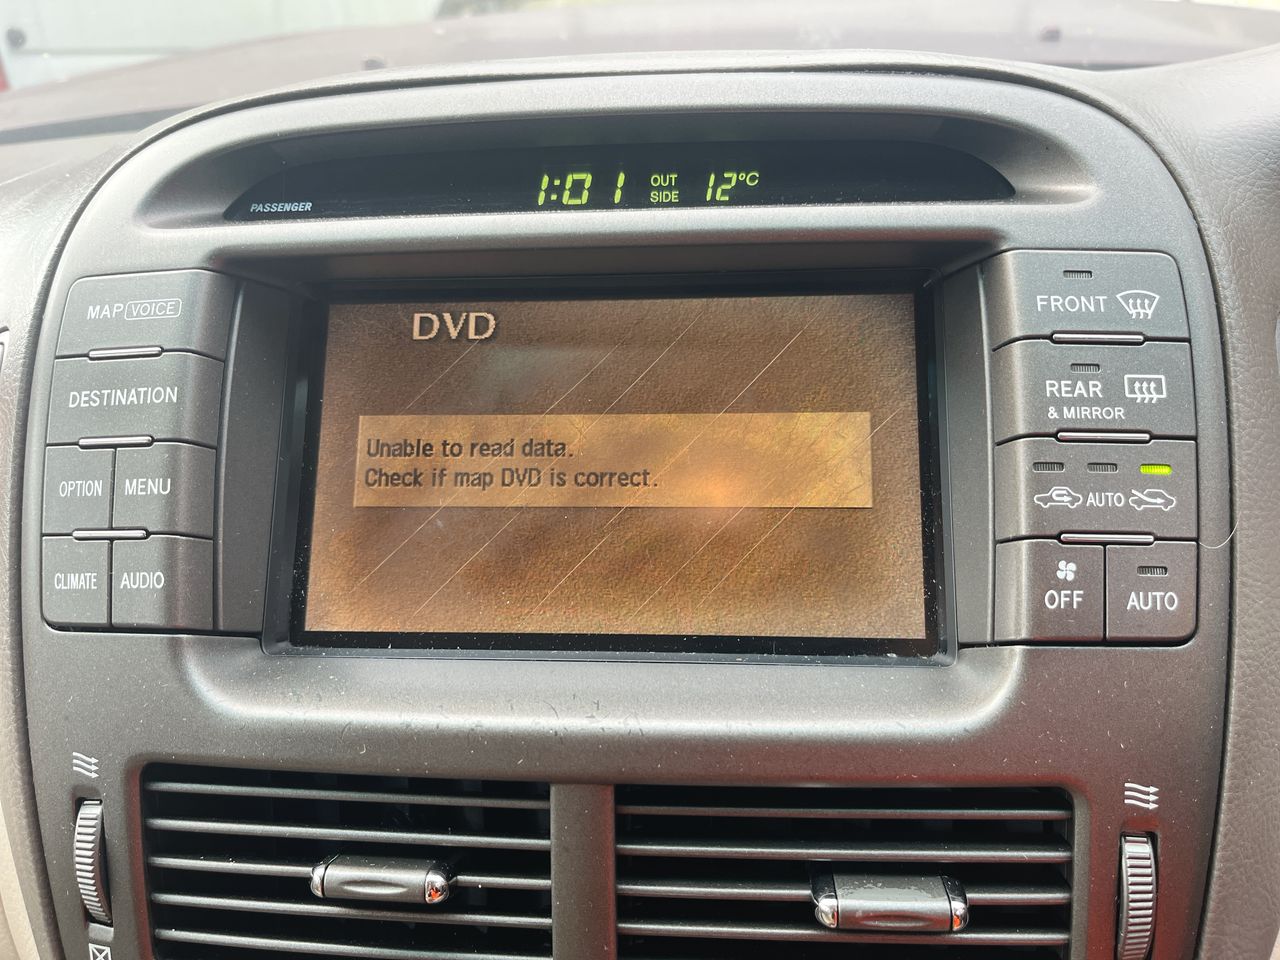 1:01 OUT SIDE 12°C
PASSENGER
MAP VOICE
DESTINATION
OPTION MENU
CLIMATE AUDIO
DVD
Unable to read data.
Check if map DVD is correct.
FRONT
REAR
& MIRROR
AUTO
OFF AUTO